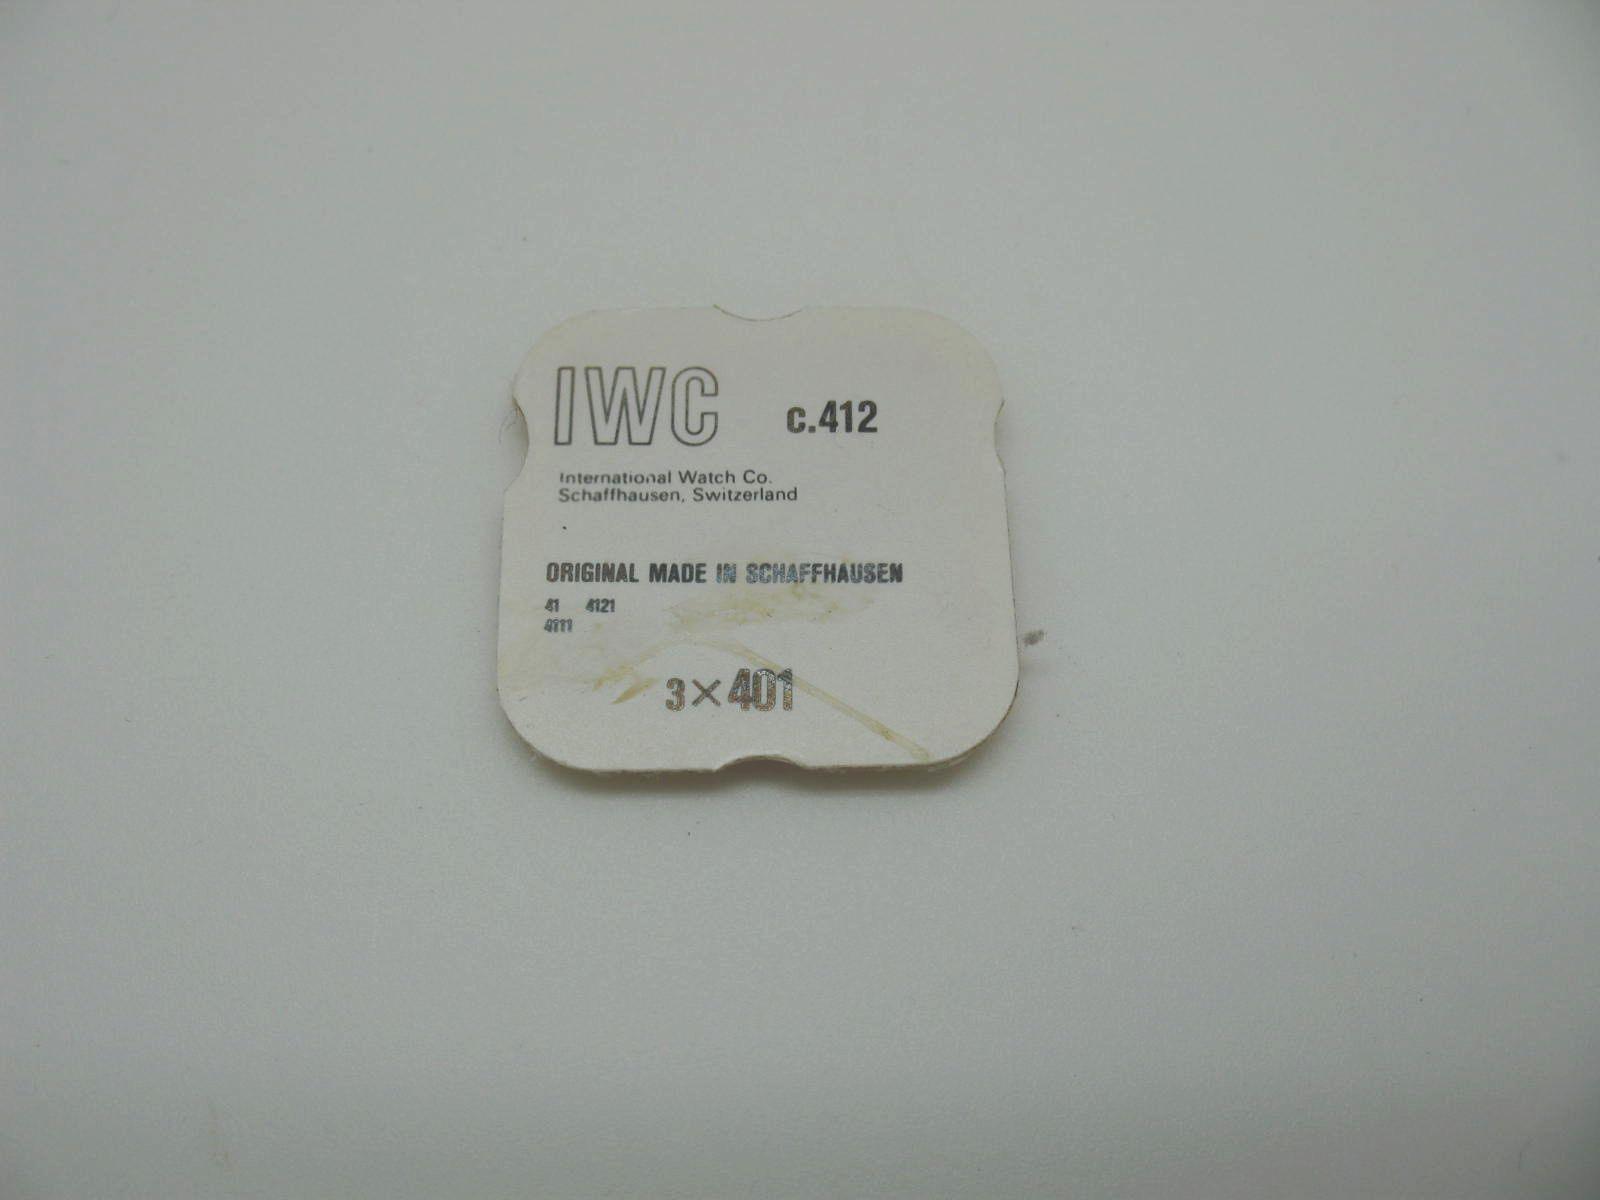 IWC c.412
International Watch Co.
Schaffhausen, Switzerland
ORIGINAL MADE IN SCHAFFHAUSEN
41 4121
4111
3×401